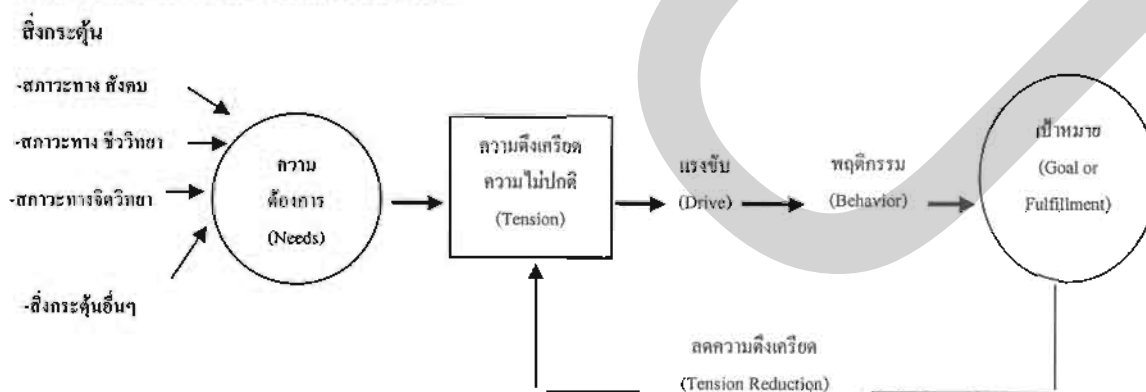 สิ่งกระตุ้น
-สภาวะทาง สังคม
-สภาวะทาง ชีววิทยา
-สภาวะทางจิตวิทยา
-สิ่งกระตุ้นอื่นๆ
ความ
ต้องการ
(Needs)
ความตึงเครียด
ความไม่ปกติ
(Tension)
แรงขับ
(Drive)
พฤติกรรม
(Behavior)
เป้าหมาย
(Goal or
Fulfillment)
ลดความตึงเครียด
(Tension Reduction)